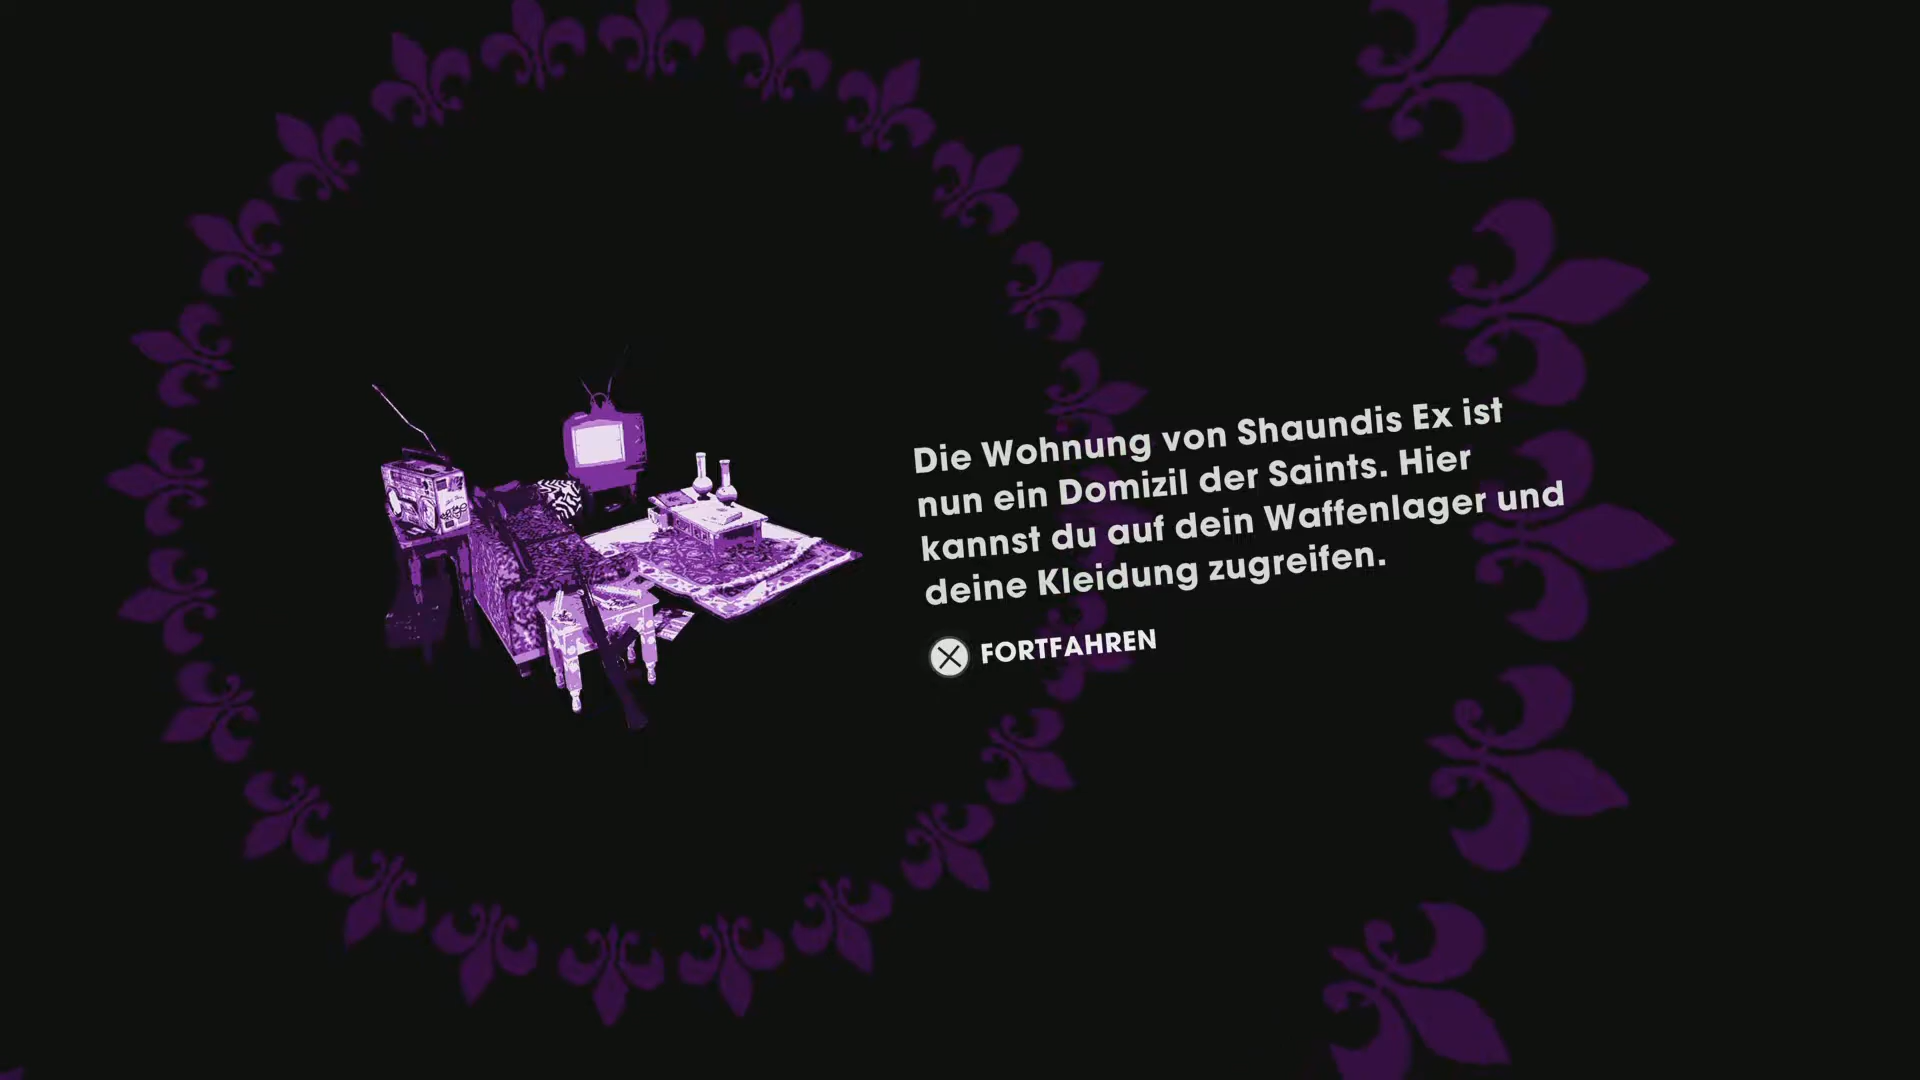 Die Wohnung von Shaundis Ex ist
nun ein Domizil der Saints. Hier
kannst du auf dein Waffenlager und
deine Kleidung zugreifen.
FORTFAHREN